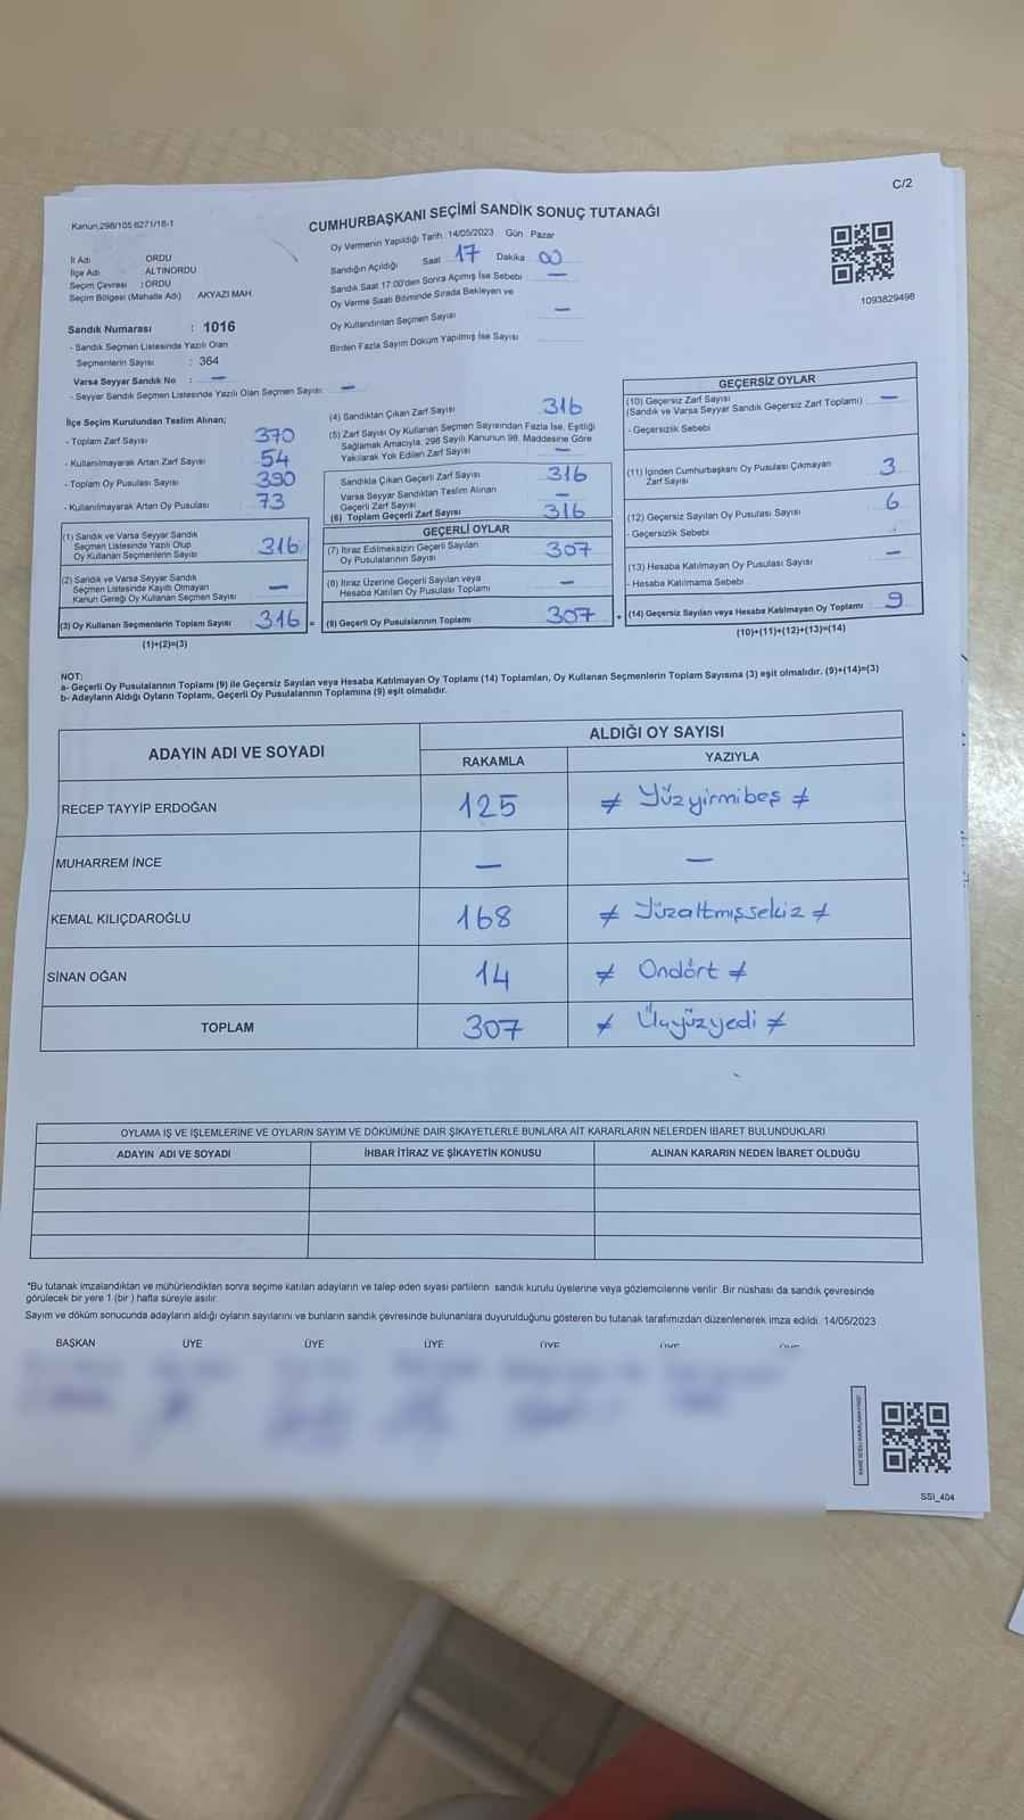 C/2
Kanun:298/105 6271/18-1
CUMHURBAŞKANI SEÇİMİ SANDIK SONUÇ TUTANAĞI
Oy Vermenin Yapıldığı Tarih: 14/05/2023 Gün: Pazar
İl Adı ORDU
İlçe Adı ALTINORDU
Seçim Çevresi : ORDU
Seçim Bölgesi (Mahalle Adı) AKYAZI MAH.
Sandığın Açıldığı Saat 17 Dakika 00
Sandık Saat 17:00'den Sonra Açılmış İse Sebebi —
Oy Verme Saati Bitiminde Sırada Bekleyen ve
Oy Kullandırılan Seçmen Sayısı —
Birden Fazla Sayım Döküm Yapılmış İse Sayısı
1093829498
Sandık Numarası : 1016
- Sandık Seçmen Listesinde Yazılı Olan
Seçmenlerin Sayısı : 364
Varsa Seyyar Sandık No : —
- Seyyar Sandık Seçmen Listesinde Yazılı Olan Seçmen Sayısı: —
İlçe Seçim Kurulundan Teslim Alınan;
- Toplam Zarf Sayısı 370
- Kullanılmayarak Artan Zarf Sayısı 54
- Toplam Oy Pusulası Sayısı 390
- Kullanılmayarak Artan Oy Pusulası 73
(1) Sandık ve Varsa Seyyar Sandık
Seçmen Listesinde Yazılı Olup
Oy Kullanan Seçmenlerin Sayısı 316
(2) Sandık ve Varsa Seyyar Sandık
Seçmen Listesinde Kayıtlı Olmayan
Kanun Gereği Oy Kullanan Seçmen Sayısı —
(3) Oy Kullanan Seçmenlerin Toplam Sayısı 316 =
(1)+(2)=(3)
(4) Sandıktan Çıkan Zarf Sayısı 316
(5) Zarf Sayısı Oy Kullanan Seçmen Sayısından Fazla İse, Eşitliği
Sağlamak Amacıyla, 298 Sayılı Kanunun 98. Maddesine Göre
Yakılarak Yok Edilen Zarf Sayısı —
Sandıkta Çıkan Geçerli Zarf Sayısı 316
Varsa Seyyar Sandıktan Teslim Alınan
Geçerli Zarf Sayısı —
(6) Toplam Geçerli Zarf Sayısı 316
GEÇERLİ OYLAR
(7) İtiraz Edilmeksizin Geçerli Sayılan
Oy Pusulalarının Sayısı 307
(8) İtiraz Üzerine Geçerli Sayılan veya
Hesaba Katılan Oy Pusulası Toplamı —
(9) Geçerli Oy Pusulalarının Toplamı 307 +
GEÇERSİZ OYLAR
(10) Geçersiz Zarf Sayısı
(Sandık ve Varsa Seyyar Sandık Geçersiz Zarf Toplamı) —
- Geçersizlik Sebebi
(11) İçinden Cumhurbaşkanı Oy Pusulası Çıkmayan
Zarf Sayısı 3
(12) Geçersiz Sayılan Oy Pusulası Sayısı 6
- Geçersizlik Sebebi
(13) Hesaba Katılmayan Oy Pusulası Sayısı —
- Hesaba Katılmama Sebebi
(14) Geçersiz Sayılan veya Hesaba Katılmayan Oy Toplamı 9
(10)+(11)+(12)+(13)=(14)
NOT:
a- Geçerli Oy Pusulalarının Toplamı (9) ile Geçersiz Sayılan veya Hesaba Katılmayan Oy Toplamı (14) Toplamları, Oy Kullanan Seçmenlerin Toplam Sayısına (3) eşit olmalıdır. (9)+(14)=(3)
b- Adayların Aldığı Oyların Toplamı, Geçerli Oy Pusulalarının Toplamına (9) eşit olmalıdır.
ADAYIN ADI VE SOYADI
ALDIĞI OY SAYISI
RAKAMLA YAZIYLA
RECEP TAYYİP ERDOĞAN 125 ≠ Yüzyirmibeş ≠
MUHARREM İNCE — —
KEMAL KILIÇDAROĞLU 168 ≠ Yüzaltmışsekiz ≠
SİNAN OĞAN 14 ≠ Ondört ≠
TOPLAM 307 ≠ Üçyüzyedi ≠
OYLAMA İŞ VE İŞLEMLERİNE VE OYLARIN SAYIM VE DÖKÜMÜNE DAİR ŞİKAYETLERLE BUNLARA AİT KARARLARIN NELERDEN İBARET BULUNDUKLARI
ADAYIN ADI VE SOYADI İHBAR İTİRAZ VE ŞİKAYETİN KONUSU ALINAN KARARIN NEDEN İBARET OLDUĞU
*Bu tutanak imzalandıktan ve mühürlendikten sonra seçime katılan adayların ve talep eden siyasi partilerin sandık kurulu üyelerine veya gözlemcilerine verilir. Bir nüshası da sandık çevresinde
görülecek bir yere 1 (bir ) hafta süreyle asılır.
Sayım ve döküm sonucunda adayların aldığı oyların sayılarını ve bunların sandık çevresinde bulunanlara duyurulduğunu gösteren bu tutanak tarafımızdan düzenlenerek imza edildi. 14/05/2023
BAŞKAN ÜYE ÜYE ÜYE ÜYE
SSI_404